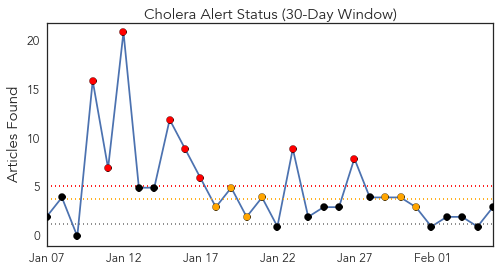 Cholera Alert Status (30-Day Window)
Articles Found
20
15
10
5
0
Jan 07
Jan 12
Jan 17
Jan 22
Jan 27
Feb 01